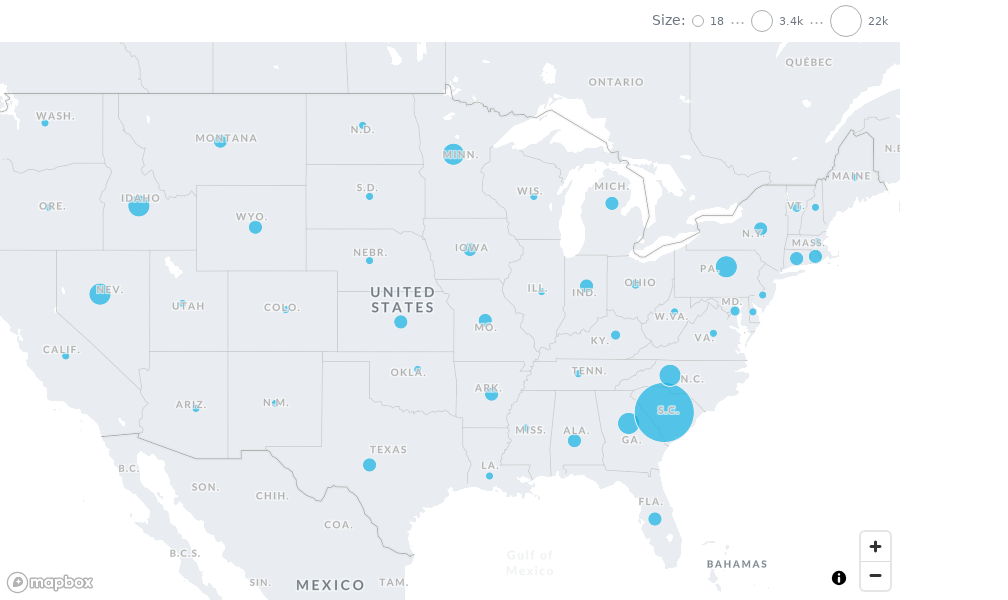 Size: 18 ... 3.4k ... 22k
QUÉBEC
ONTARIO
WASH.
MONTANA
N.D.
MINN.
N.B
MAINE
ORE.
IDAHO
WYO.
S.D.
WIS.
MICH.
VT.
N.Y.
MASS.
NEBR.
IOWA
NEV.
UTAH
COLO.
UNITED
STATES
ILL.
IND.
OHIO
PA.
MD.
W.VA.
VA.
CALIF.
MO.
KY.
OKLA.
TENN.
N.C.
ARIZ.
N.M.
ARK.
S.C.
MISS.
ALA.
GA.
TEXAS
LA.
FLA.
B.C.
SON.
CHIH.
COA.
B.C.S.
Gulf of
Mexico
BAHAMAS
SIN.
MEXICO
TAM.
mapbox